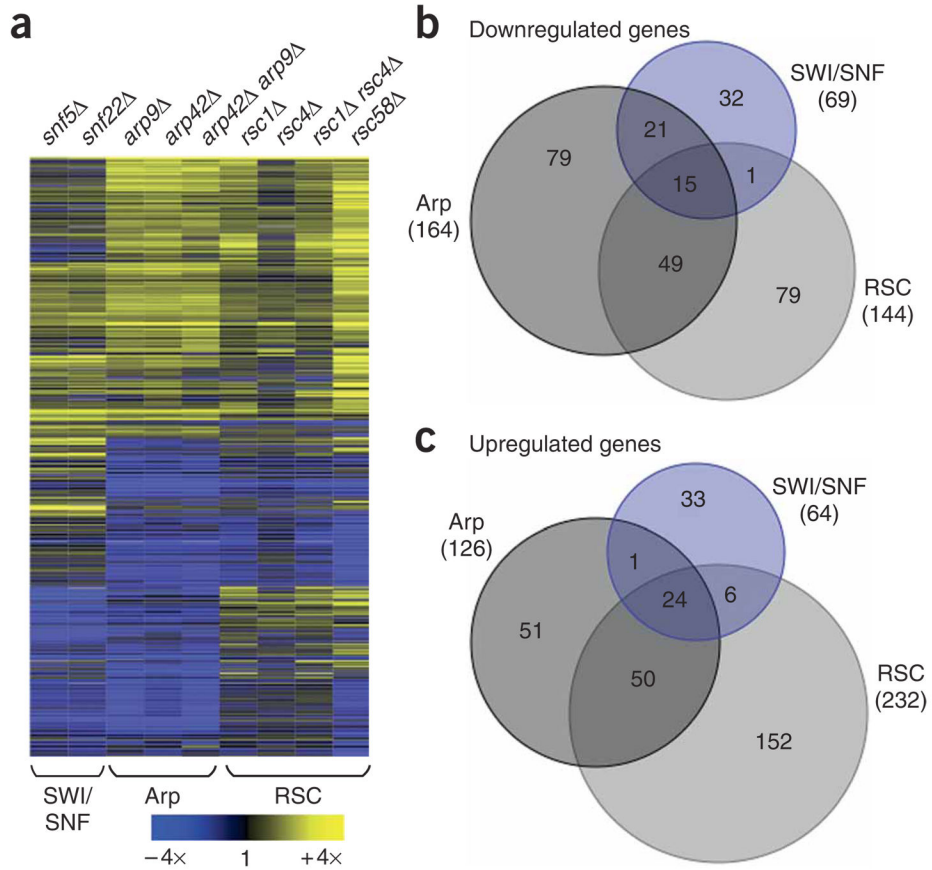 a
snf5Δ
snf22Δ
arp9Δ
arp42Δ
arp42Δ arp9Δ
rsc1Δ
rsc4Δ
rsc1Δ rsc4Δ
rsc58Δ
SWI/
SNF
Arp
RSC
−4×
1
+4×
b
Downregulated genes
SWI/SNF
(69)
32
21
79
15
1
Arp
(164)
49
79
RSC
(144)
c
Upregulated genes
33
SWI/SNF
(64)
Arp
(126)
1
24
6
51
50
RSC
(232)
152